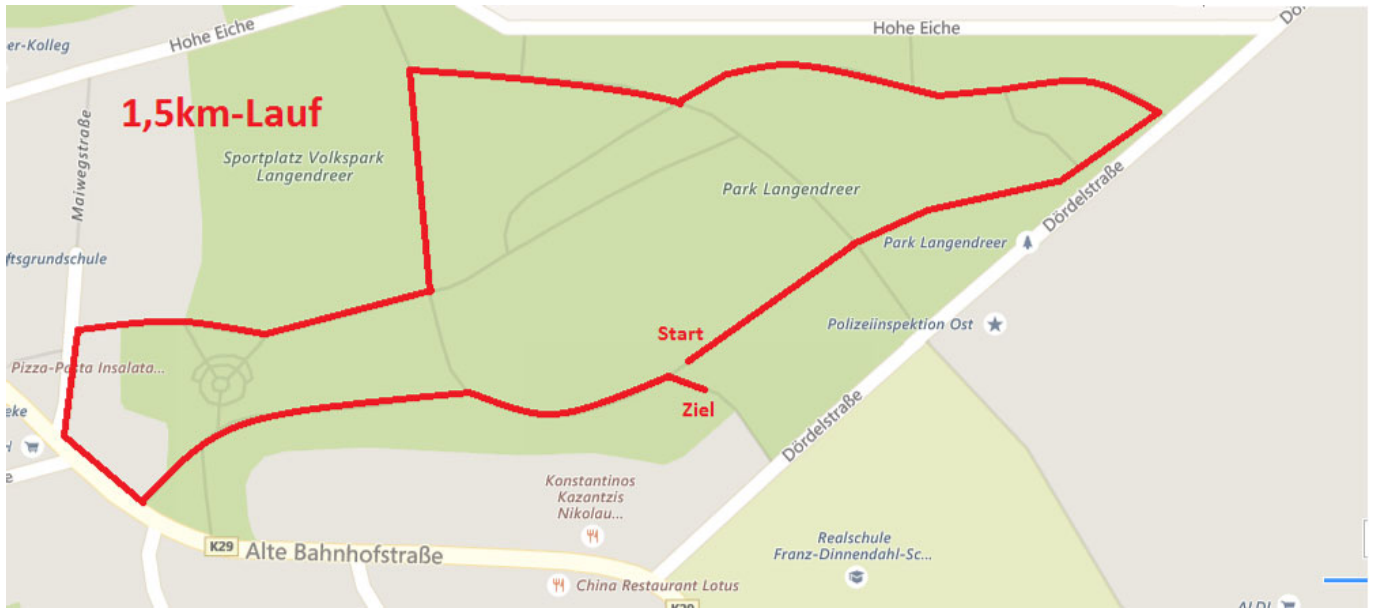 Hohe Eiche
Hohe Eiche
er-Kolleg
1,5km-Lauf
Maiwegstraße
Sportplatz Volkspark
Langendreer
Park Langendreer
Dördelstraße
Park Langendreer
ftsgrundschule
Polizeiinspektion Ost
Start
Pizza-Pasta Insalata...
Ziel
eke
Dördelstraße
Konstantinos
Kazantzis
Nikolau...
K29
Alte Bahnhofstraße
Realschule
Franz-Dinnendahl-Sc...
China Restaurant Lotus